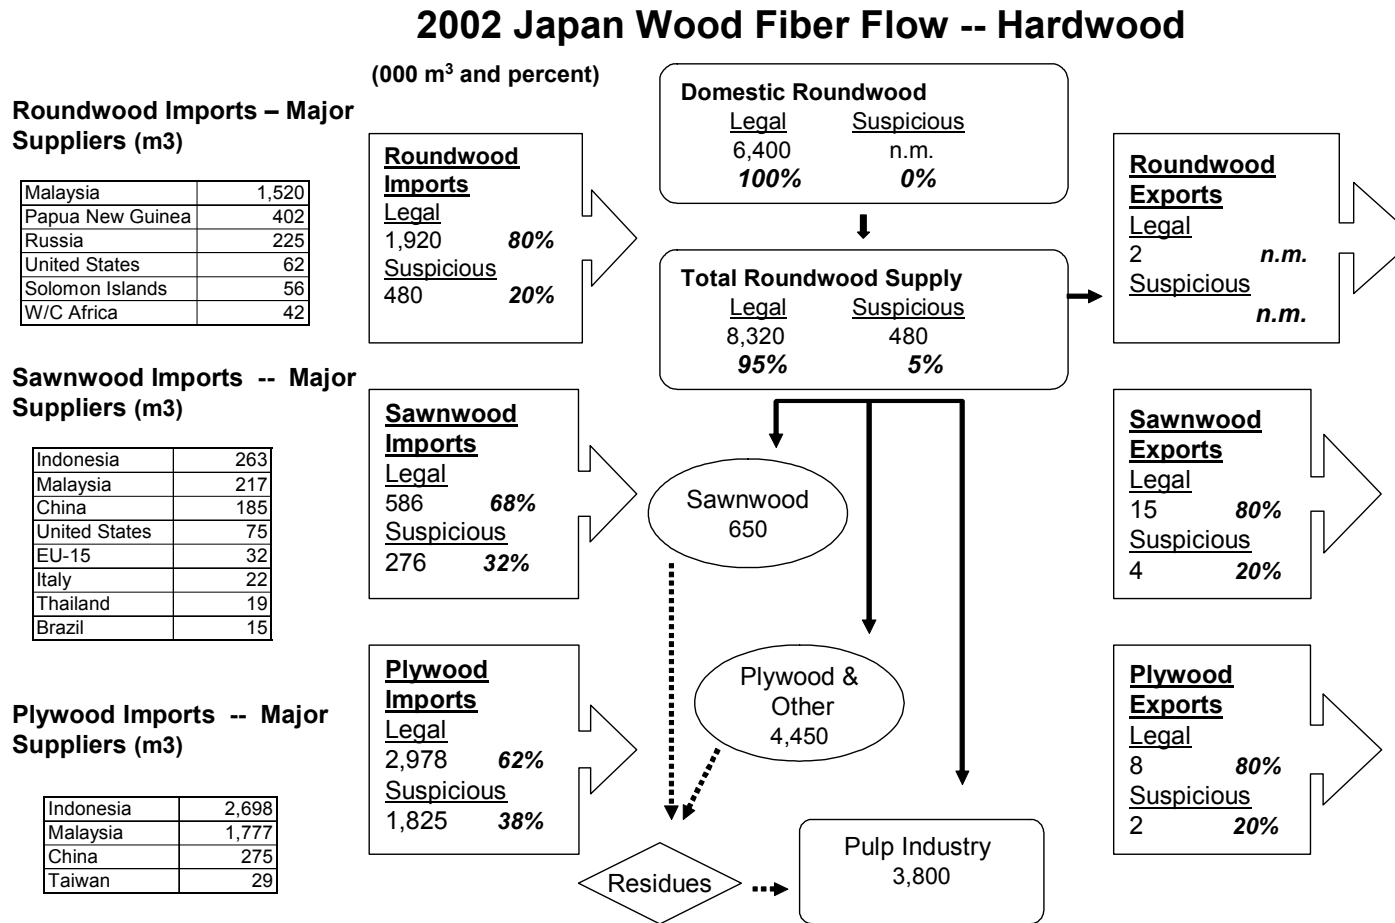 2002 Japan Wood Fiber Flow -- Hardwood
(000 m³ and percent)
Roundwood Imports – Major
Suppliers (m3)
Malaysia 1,520
Papua New Guinea 402
Russia 225
United States 62
Solomon Islands 56
W/C Africa 42
Sawnwood Imports -- Major
Suppliers (m3)
Indonesia 263
Malaysia 217
China 185
United States 75
EU-15 32
Italy 22
Thailand 19
Brazil 15
Plywood Imports -- Major
Suppliers (m3)
Indonesia 2,698
Malaysia 1,777
China 275
Taiwan 29
Roundwood
Imports
Legal
1,920 80%
Suspicious
480 20%
Sawnwood
Imports
Legal
586 68%
Suspicious
276 32%
Plywood
Imports
Legal
2,978 62%
Suspicious
1,825 38%
Domestic Roundwood
Legal Suspicious
6,400 n.m.
100% 0%
Total Roundwood Supply
Legal Suspicious
8,320 480
95% 5%
Sawnwood
650
Plywood &
Other
4,450
Residues
Pulp Industry
3,800
Roundwood
Exports
Legal
2 n.m.
Suspicious
n.m.
Sawnwood
Exports
Legal
15 80%
Suspicious
4 20%
Plywood
Exports
Legal
8 80%
Suspicious
2 20%